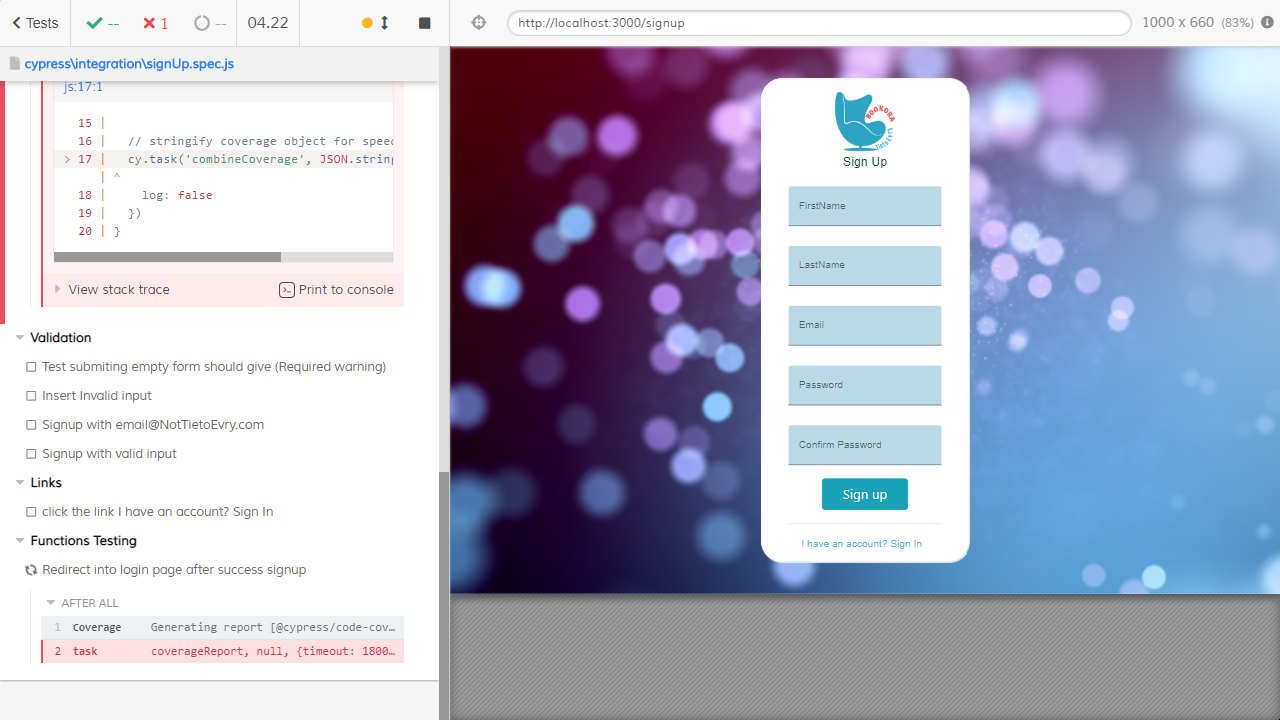 Tests
--
1
--
04.22
http://localhost:3000/signup
1000 x 660 (83%)
cypress\integration\signUp.spec.js
js:17:1
15 |
16 | // stringify coverage object for speed
> 17 | cy.task('combineCoverage', JSON.string
| ^
18 | log: false
19 | })
20 | }
View stack trace
Print to console
Validation
Test submiting empty form should give (Required warning)
Insert Invalid input
Signup with email@NotTietoEvry.com
Signup with valid input
Links
click the link I have an account? Sign In
Functions Testing
Redirect into login page after success signup
AFTER ALL
1 Coverage Generating report [@cypress/code-cov…
2 task coverageReport, null, {timeout: 1800…
BOOKORA
Sign Up
FirstName
LastName
Email
Password
Confirm Password
Sign up
I have an account? Sign In